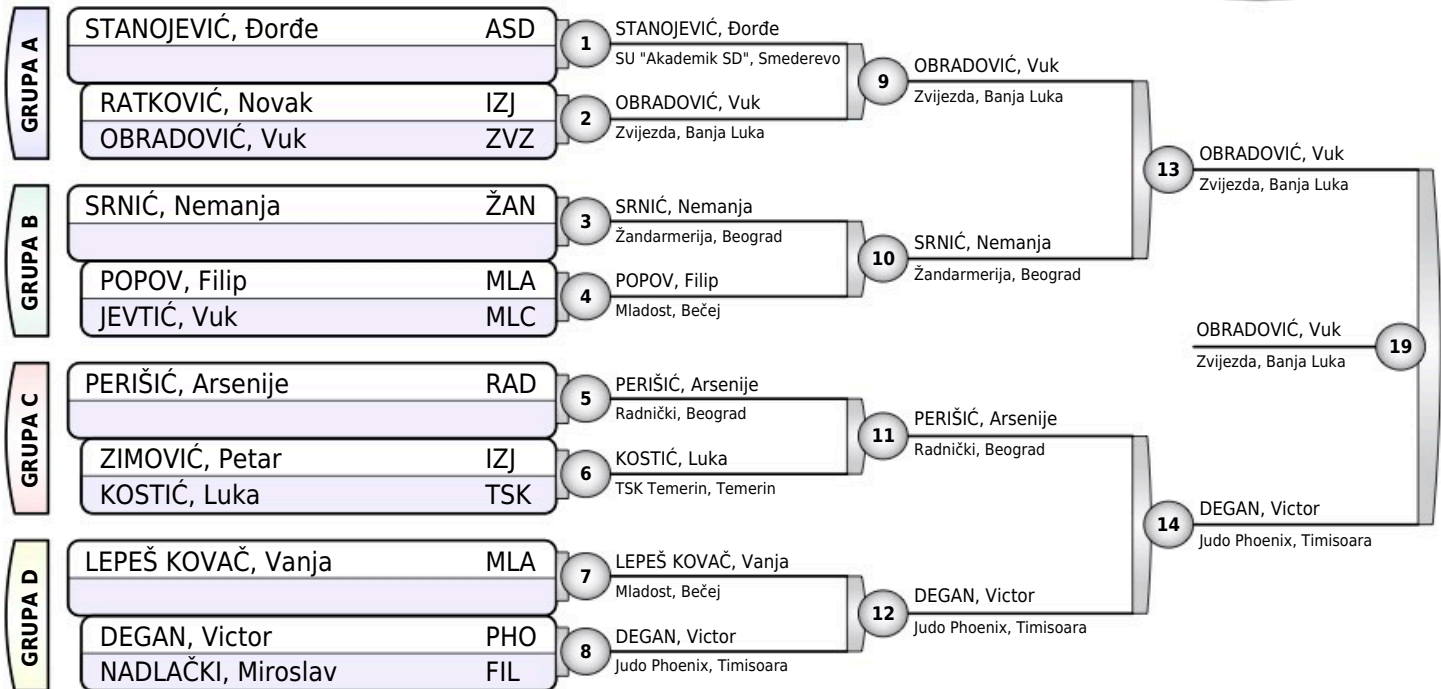 GRUPA A
STANOJEVIĆ, Đorđe ASD
RATKOVIĆ, Novak IZJ
OBRADOVIĆ, Vuk ZVZ
GRUPA B
SRNIĆ, Nemanja ŽAN
POPOV, Filip MLA
JEVTIĆ, Vuk MLC
GRUPA C
PERIŠIĆ, Arsenije RAD
ZIMOVIĆ, Petar IZJ
KOSTIĆ, Luka TSK
GRUPA D
LEPEŠ KOVAČ, Vanja MLA
DEGAN, Victor PHO
NADLAČKI, Miroslav FIL
1
STANOJEVIĆ, Đorđe
SU "Akademik SD", Smederevo
2
OBRADOVIĆ, Vuk
Zvijezda, Banja Luka
3
SRNIĆ, Nemanja
Žandarmerija, Beograd
4
POPOV, Filip
Mladost, Bečej
5
PERIŠIĆ, Arsenije
Radnički, Beograd
6
KOSTIĆ, Luka
TSK Temerin, Temerin
7
LEPEŠ KOVAČ, Vanja
Mladost, Bečej
8
DEGAN, Victor
Judo Phoenix, Timisoara
9
OBRADOVIĆ, Vuk
Zvijezda, Banja Luka
10
SRNIĆ, Nemanja
Žandarmerija, Beograd
11
PERIŠIĆ, Arsenije
Radnički, Beograd
12
DEGAN, Victor
Judo Phoenix, Timisoara
13
OBRADOVIĆ, Vuk
Zvijezda, Banja Luka
14
DEGAN, Victor
Judo Phoenix, Timisoara
OBRADOVIĆ, Vuk
Zvijezda, Banja Luka
19